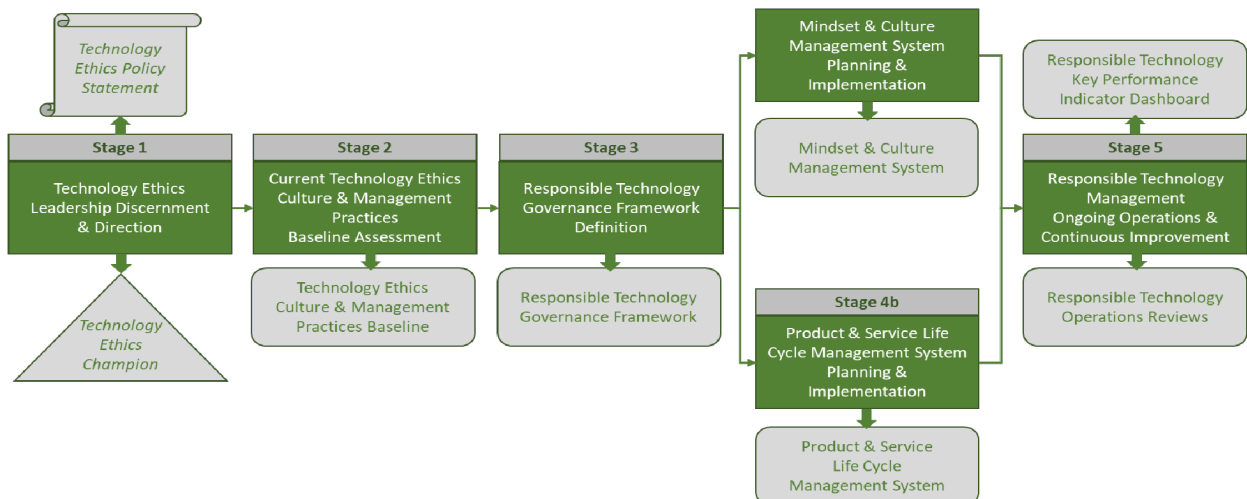 Technology
Ethics Policy
Statement
Stage 1
Technology Ethics
Leadership Discernment
& Direction
Technology
Ethics
Champion
Stage 2
Current Technology Ethics
Culture & Management
Practices
Baseline Assessment
Technology Ethics
Culture & Management
Practices Baseline
Stage 3
Responsible Technology
Governance Framework
Definition
Responsible Technology
Governance Framework
Mindset & Culture
Management System
Planning &
Implementation
Mindset & Culture
Management System
Stage 4b
Product & Service Life
Cycle Management System
Planning &
Implementation
Product & Service
Life Cycle
Management System
Responsible Technology
Key Performance
Indicator Dashboard
Stage 5
Responsible Technology
Management
Ongoing Operations &
Continuous Improvement
Responsible Technology
Operations Reviews